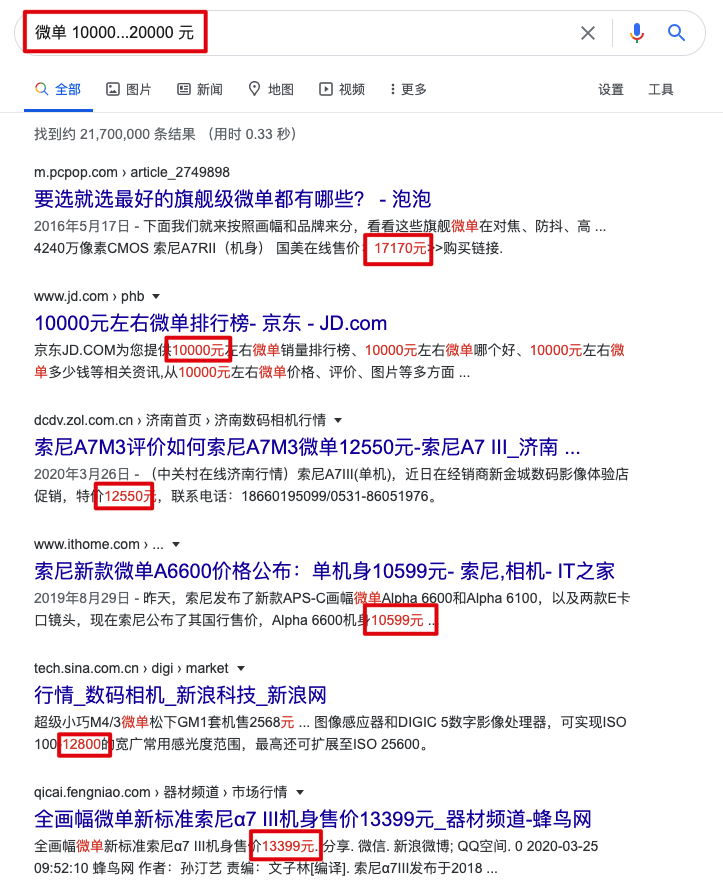 微单 10000...20000 元
全部 图片 新闻 地图 视频 更多 设置 工具
找到约 21,700,000 条结果 （用时 0.33 秒）
m.pcpop.com › article_2749898
要选就选最好的旗舰级微单都有哪些？ - 泡泡
2016年5月17日 - 下面我们就来按照画幅和品牌来分，看看这些旗舰微单在对焦、防抖、高 ...
4240万像素CMOS 索尼A7RII（机身） 国美在线售价：17170元>>购买链接.
www.jd.com › phb
10000元左右微单排行榜- 京东 - JD.com
京东JD.COM为您提供10000元左右微单销量排行榜、10000元左右微单哪个好、10000元左右微
单多少钱等相关资讯,从10000元左右微单价格、评价、图片等多方面 ...
dcdv.zol.com.cn › 济南首页 › 济南数码相机行情
索尼A7M3评价如何索尼A7M3微单12550元-索尼A7 III_济南 ...
2020年3月26日 - （中关村在线济南行情）索尼A7III(单机)，近日在经销商新金城数码影像体验店
促销，特价12550元，联系电话：18660195099/0531-86051976。
www.ithome.com › ...
索尼新款微单A6600价格公布：单机身10599元- 索尼,相机- IT之家
2019年8月29日 - 昨天，索尼发布了新款APS-C画幅微单Alpha 6600和Alpha 6100，以及两款E卡
口镜头，现在索尼公布了其国行售价，Alpha 6600机身10599元 ...
tech.sina.com.cn › digi › market
行情_数码相机_新浪科技_新浪网
超级小巧M4/3微单松下GM1套机售2568元 ... 图像感应器和DIGIC 5数字影像处理器，可实现ISO
100-12800的宽广常用感光度范围，最高还可扩展至ISO 25600。
qicai.fengniao.com › 器材频道 › 市场行情
全画幅微单新标准索尼α7 III机身售价13399元_器材频道-蜂鸟网
全画幅微单新标准索尼α7 III机身售价13399元. 分享. 微信. 新浪微博; QQ空间. 0 2020-03-25
09:52:10 蜂鸟网 作者：孙汀艺 责编：文子林[编译]. 索尼α7III发布于2018 ...